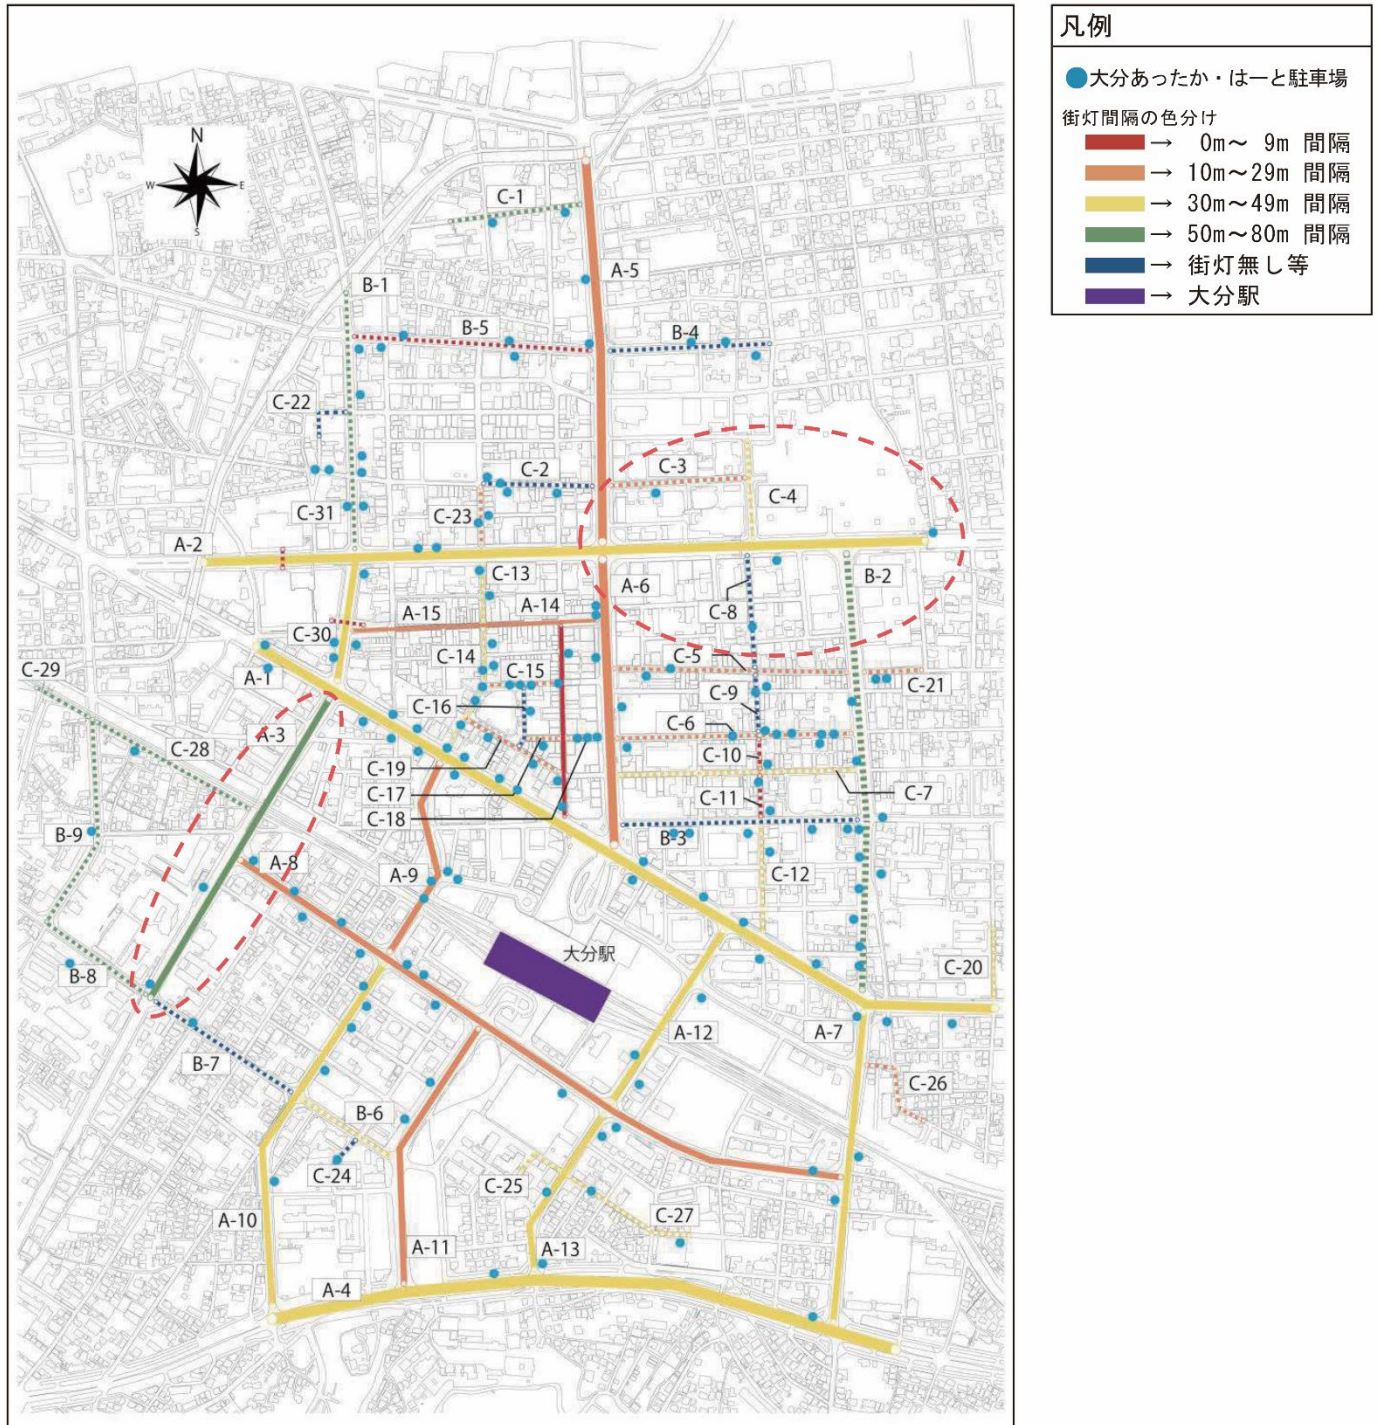 凡例
大分あったか・はーと駐車場
街灯間隔の色分け
→ 0m～ 9m 間隔
→ 10m～29m 間隔
→ 30m～49m 間隔
→ 50m～80m 間隔
→ 街灯無し等
→ 大分駅
N
W
E
S
C-1
A-5
B-1
B-5
B-4
C-22
C-2
C-3
C-4
C-31
C-23
A-2
C-13
A-6
B-2
A-15
A-14
C-8
C-30
C-5
C-29
A-1
C-14
C-15
C-9
C-21
C-16
C-6
A-3
C-28
C-19
C-10
C-17
C-7
C-11
C-18
B-9
B-3
A-8
A-9
C-12
大分駅
B-8
C-20
A-12
A-7
B-7
C-26
B-6
C-24
C-25
A-10
C-27
A-11
A-13
A-4